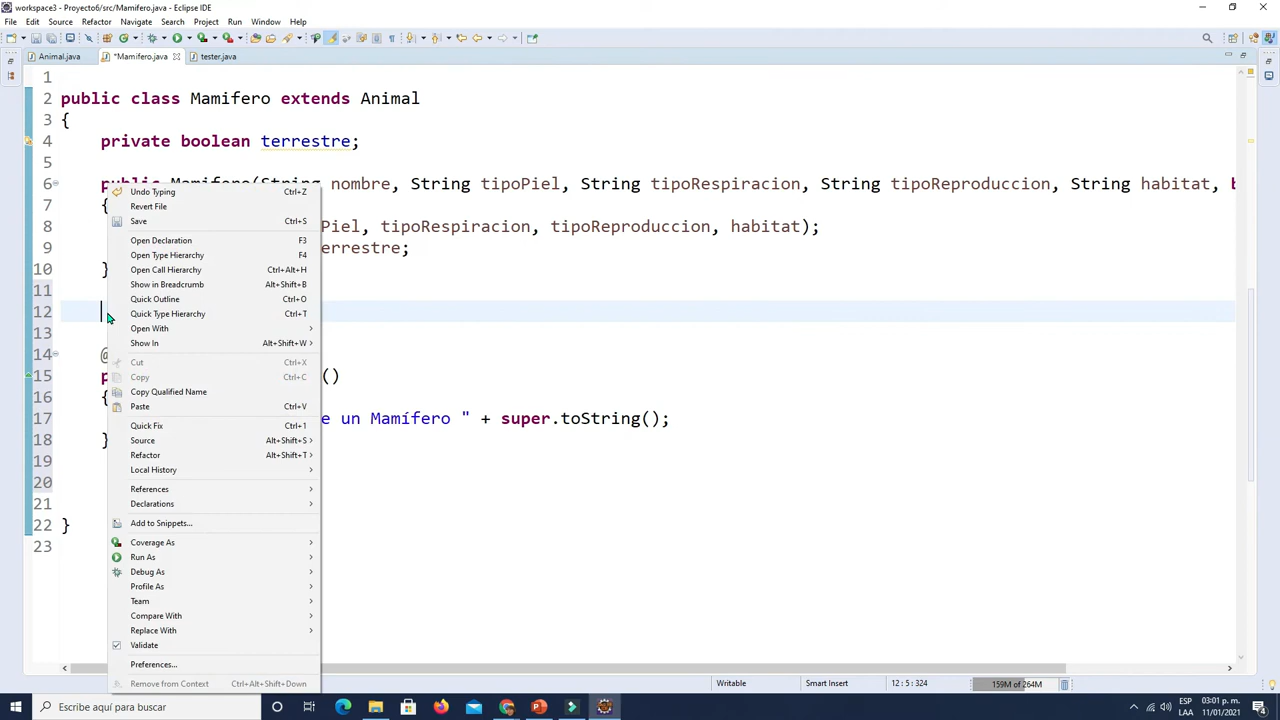 workspace3 - Proyecto6/src/Mamifero.java - Eclipse IDE
File Edit Source Refactor Navigate Search Project Run Window Help
Animal.java *Mamifero.java tester.java
1
2 public class Mamifero extends Animal
3 {
4 private boolean terrestre;
5
6 public Mamifero(String nombre, String tipoPiel, String tipoRespiracion, String tipoReproduccion, String habitat, b
7 {
8 Piel, tipoRespiracion, tipoReproduccion, habitat);
9 errestre;
10 }
11
12
13
14 @
15 p ()
16 {
17 e un Mamífero " + super.toString();
18 }
19
20
21
22 }
23
Undo Typing Ctrl+Z
Revert File
Save Ctrl+S
Open Declaration F3
Open Type Hierarchy F4
Open Call Hierarchy Ctrl+Alt+H
Show in Breadcrumb Alt+Shift+B
Quick Outline Ctrl+O
Quick Type Hierarchy Ctrl+T
Open With
Show In Alt+Shift+W
Cut Ctrl+X
Copy Ctrl+C
Copy Qualified Name
Paste Ctrl+V
Quick Fix Ctrl+1
Source Alt+Shift+S
Refactor Alt+Shift+T
Local History
References
Declarations
Add to Snippets...
Coverage As
Run As
Debug As
Profile As
Team
Compare With
Replace With
Validate
Preferences...
Remove from Context Ctrl+Alt+Shift+Down
Writable Smart Insert 12 : 5 : 324 159M of 264M
Escribe aquí para buscar
ESP 03:01 p. m.
LAA 11/01/2021
4